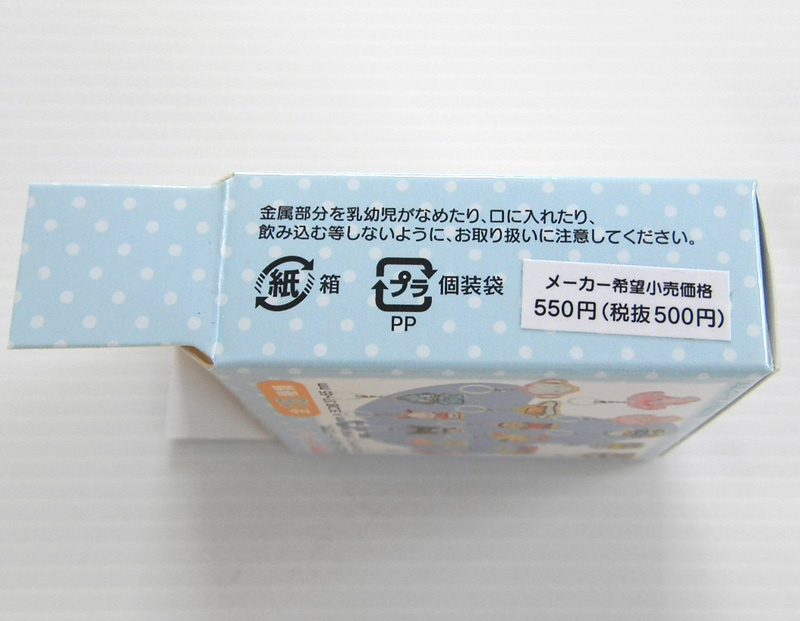 金属部分を乳幼児がなめたり、口に入れたり、
飲み込む等しないように、お取り扱いに注意してください。
紙 箱 プラ 個装袋
PP
メーカー希望小売価格
550円(税抜500円)